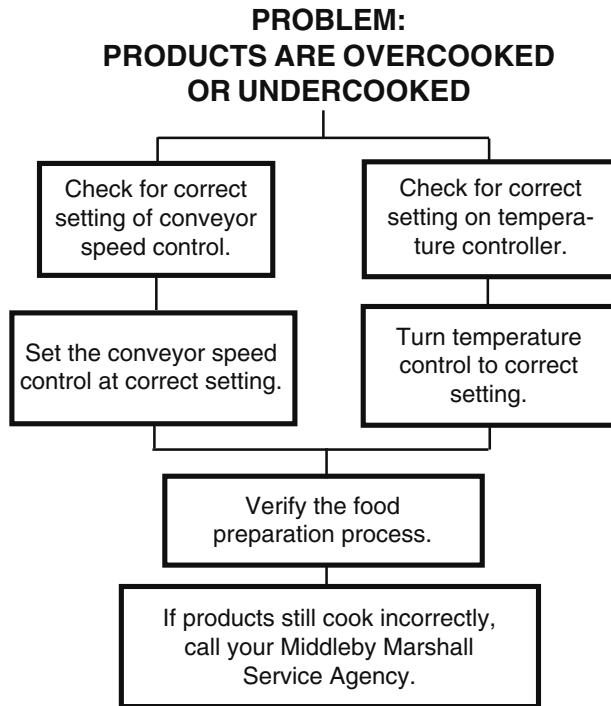 PROBLEM:
PRODUCTS ARE OVERCOOKED
OR UNDERCOOKED
Check for correct
setting of conveyor
speed control.
Check for correct
setting on tempera-
ture controller.
Set the conveyor speed
control at correct setting.
Turn temperature
control to correct
setting.
Verify the food
preparation process.
If products still cook incorrectly,
call your Middleby Marshall
Service Agency.